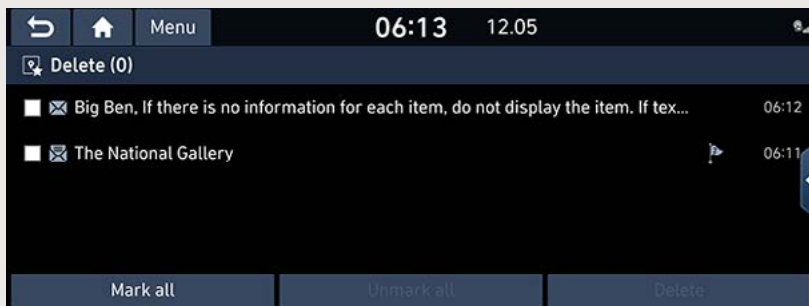 Menu 06:13 12.05
Delete (0)
Big Ben, If there is no information for each item, do not display the item. If tex... 06:12
The National Gallery 06:11
Mark all Unmark all Delete